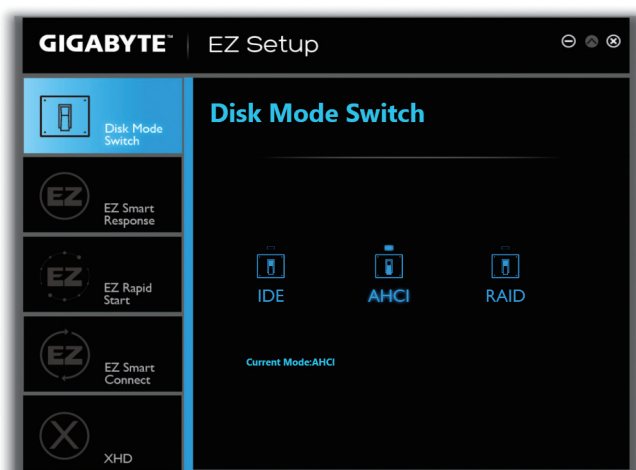 GIGABYTE™ EZ Setup
Disk Mode
Switch
Disk Mode Switch
EZ
EZ Smart
Response
EZ
EZ Rapid
Start
IDE AHCI RAID
EZ
EZ Smart
Connect
Current Mode:AHCI
X
XHD